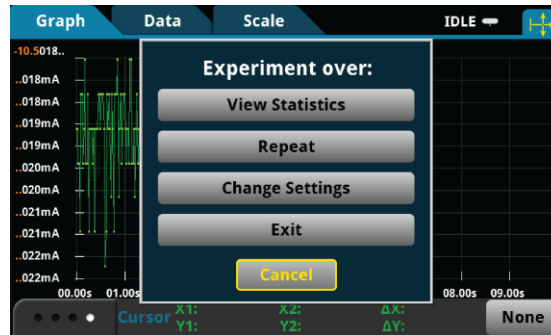 Graph Data Scale IDLE
-10.5018..
..018mA
..018mA
..019mA
..019mA
..020mA
..020mA
..021mA
..021mA
..022mA
..022mA
Experiment over:
View Statistics
Repeat
Change Settings
Exit
Cancel
00.00s 01.00s 08.00s 09.00s
Cursor X1: X2: ΔX:
Y1: Y2: ΔY:
None